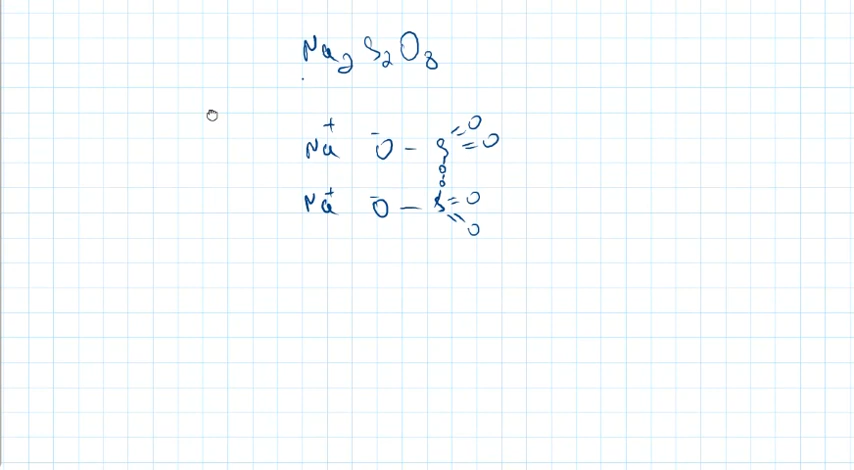 Na2S2O8
Na+ -O - S =O =O
O
O
Na+ -O - S =O
=O